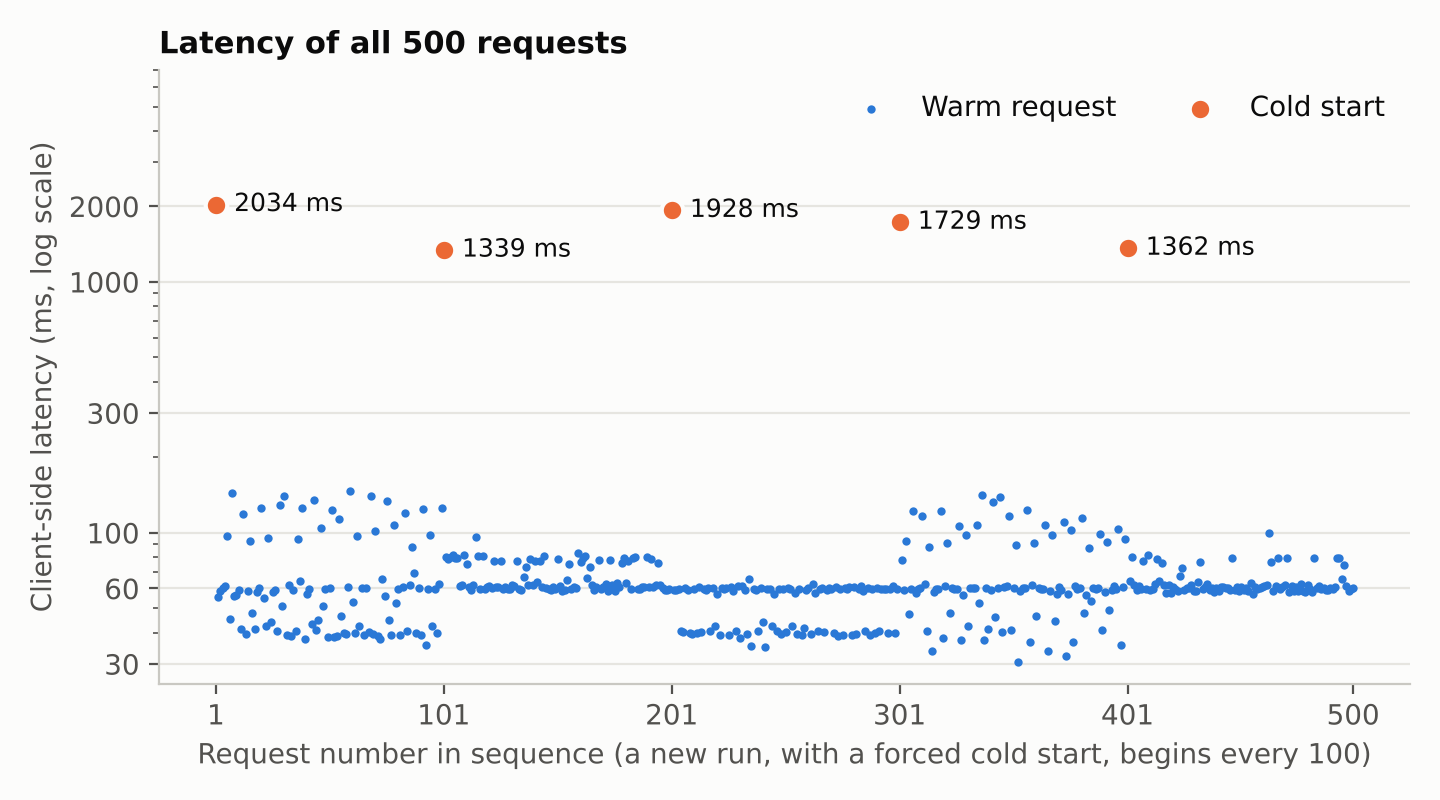 Latency of all 500 requests
Warm request
Cold start
Client-side latency (ms, log scale)
2000
1000
300
100
60
30
2034 ms
1339 ms
1928 ms
1729 ms
1362 ms
1
101
201
301
401
500
Request number in sequence (a new run, with a forced cold start, begins every 100)